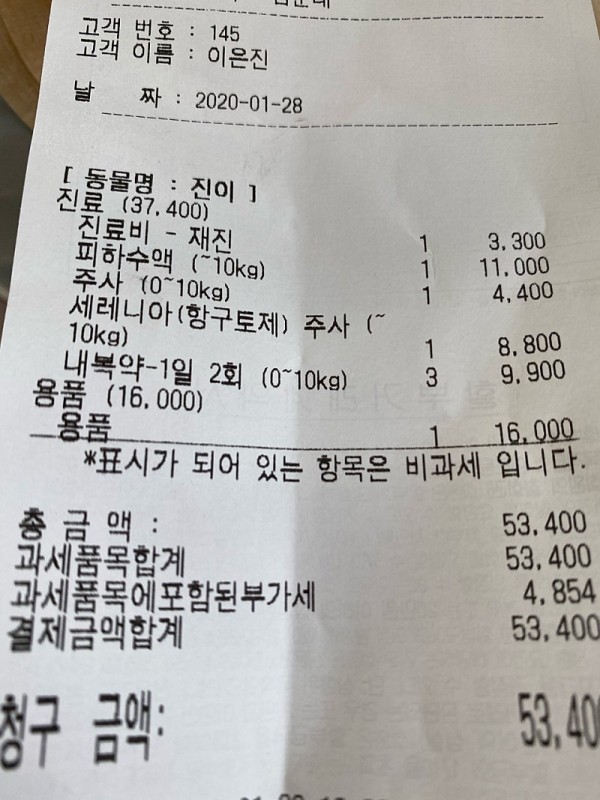 고객 번호 : 145
고객 이름 : 이은진
날 짜 : 2020-01-28
[ 동물명 : 진이 ]
진료 (37,400)
진료비 - 재진 1 3,300
피하수액 (~10kg) 1 11,000
주사 (0~10kg) 1 4,400
세레니아(항구토제) 주사 (~
10kg) 1 8,800
내복약-1일 2회 (0~10kg) 3 9,900
용품 (16,000)
용품 1 16,000
*표시가 되어 있는 항목은 비과세 입니다.
총 금 액 : 53,400
과세품목합계 53,400
과세품목에포함된부가세 4,854
결제금액합계 53,400
청구 금액: 53,40